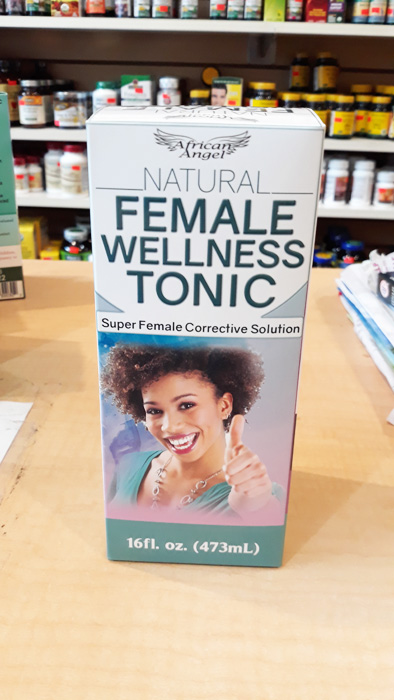 African
Angel
NATURAL
FEMALE
WELLNESS
TONIC
Super Female Corrective Solution
16fl. oz. (473mL)